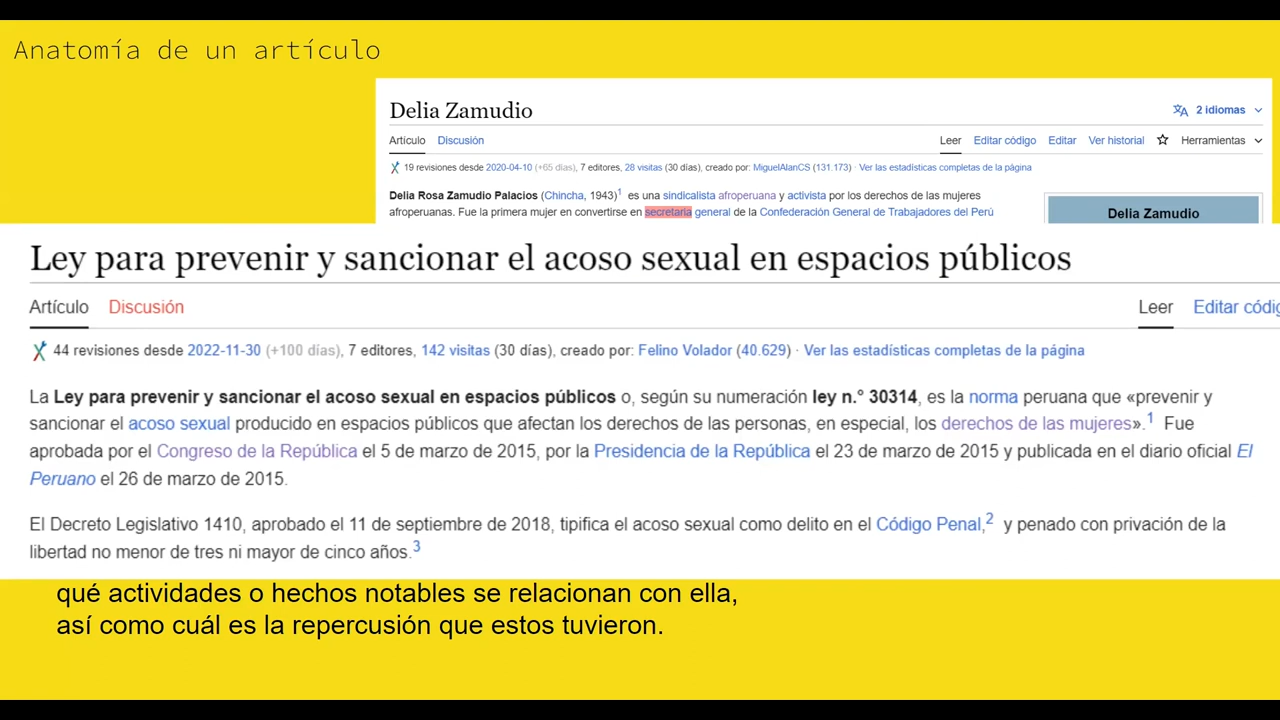 Anatomía de un artículo
Delia Zamudio
2 idiomas
Artículo Discusión Leer Editar código Editar Ver historial Herramientas
19 revisiones desde 2020-04-10 (+65 días), 7 editores, 28 visitas (30 días), creado por: MiguelAlanCS (131.173) · Ver las estadísticas completas de la página
Delia Rosa Zamudio Palacios (Chincha, 1943)1 es una sindicalista afroperuana y activista por los derechos de las mujeres
afroperuanas. Fue la primera mujer en convertirse en secretaria general de la Confederación General de Trabajadores del Perú
Delia Zamudio
Ley para prevenir y sancionar el acoso sexual en espacios públicos
Artículo Discusión Leer Editar códig
44 revisiones desde 2022-11-30 (+100 días), 7 editores, 142 visitas (30 días), creado por: Felino Volador (40.629) · Ver las estadísticas completas de la página
La Ley para prevenir y sancionar el acoso sexual en espacios públicos o, según su numeración ley n.° 30314, es la norma peruana que «prevenir y
sancionar el acoso sexual producido en espacios públicos que afectan los derechos de las personas, en especial, los derechos de las mujeres».1 Fue
aprobada por el Congreso de la República el 5 de marzo de 2015, por la Presidencia de la República el 23 de marzo de 2015 y publicada en el diario oficial El
Peruano el 26 de marzo de 2015.
El Decreto Legislativo 1410, aprobado el 11 de septiembre de 2018, tipifica el acoso sexual como delito en el Código Penal,2 y penado con privación de la
libertad no menor de tres ni mayor de cinco años.3
qué actividades o hechos notables se relacionan con ella,
así como cuál es la repercusión que estos tuvieron.